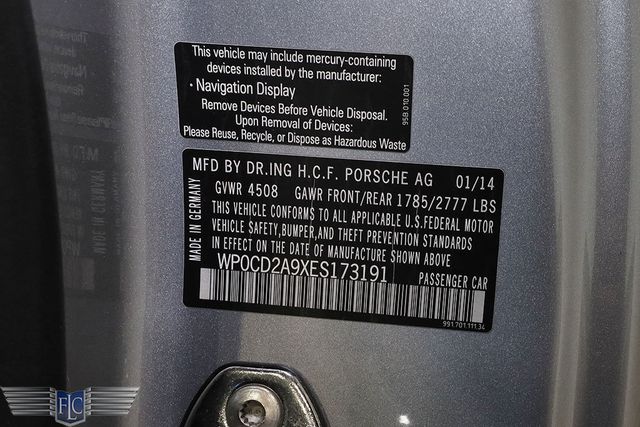 This vehicle may include mercury-containing
devices installed by the manufacturer:
· Navigation Display
Remove Devices Before Vehicle Disposal.
Upon Removal of Devices:
Please Reuse, Recycle, or Dispose as Hazardous Waste
95B 010 001
MFD BY DR.ING H.C.F. PORSCHE AG 01/14
GVWR 4508 GAWR FRONT/REAR 1785/2777 LBS
THIS VEHICLE CONFORMS TO ALL APPLICABLE U.S.FEDERAL MOTOR
VEHICLE SAFETY,BUMPER,AND THEFT PREVENTION STANDARDS
IN EFFECT ON THE DATE OF MANUFACTURE SHOWN ABOVE
WP0CD2A9XES173191 PASSENGER CAR
MADE IN GERMANY
991.701.111.34
FLC